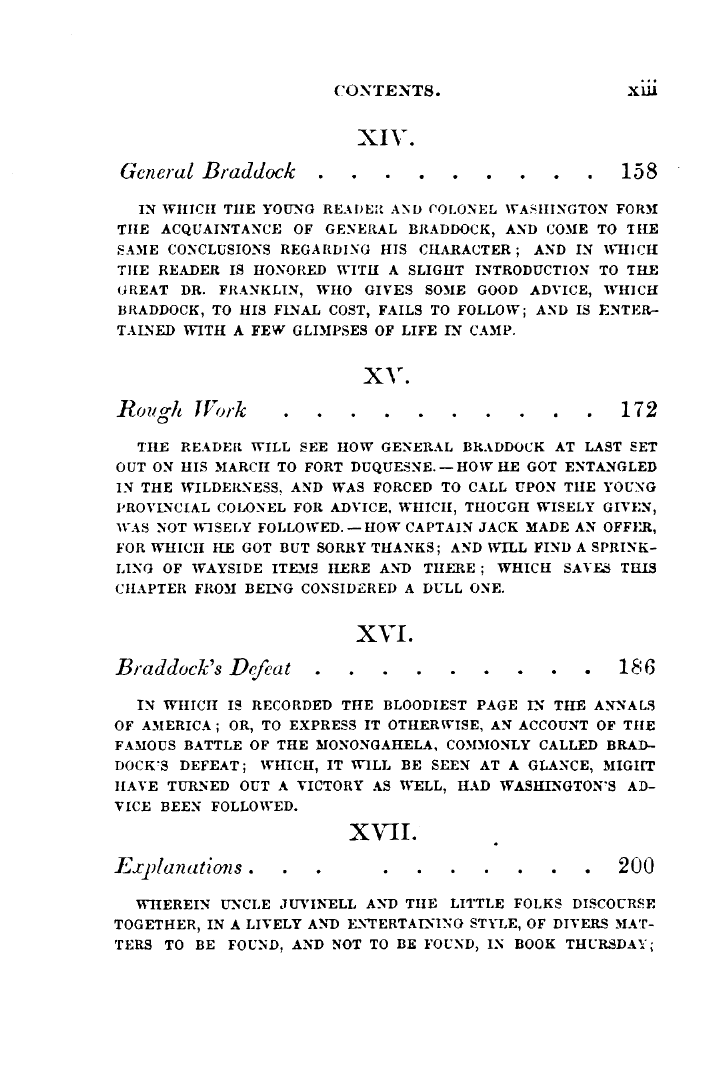 CONTENTS. xiii
XIV.
General Braddock . . . . . . . . . 158
IN WHICH THE YOUNG READER AND COLONEL WASHINGTON FORM
THE ACQUAINTANCE OF GENERAL BRADDOCK, AND COME TO THE
SAME CONCLUSIONS REGARDING HIS CHARACTER; AND IN WHICH
THE READER IS HONORED WITH A SLIGHT INTRODUCTION TO THE
GREAT DR. FRANKLIN, WHO GIVES SOME GOOD ADVICE, WHICH
BRADDOCK, TO HIS FINAL COST, FAILS TO FOLLOW; AND IS ENTER-
TAINED WITH A FEW GLIMPSES OF LIFE IN CAMP.
XV.
Rough Work . . . . . . . . . . 172
THE READER WILL SEE HOW GENERAL BRADDOCK AT LAST SET
OUT ON HIS MARCH TO FORT DUQUESNE.—HOW HE GOT ENTANGLED
IN THE WILDERNESS, AND WAS FORCED TO CALL UPON THE YOUNG
PROVINCIAL COLONEL FOR ADVICE, WHICH, THOUGH WISELY GIVEN,
WAS NOT WISELY FOLLOWED.—HOW CAPTAIN JACK MADE AN OFFER,
FOR WHICH HE GOT BUT SORRY THANKS; AND WILL FIND A SPRINK-
LING OF WAYSIDE ITEMS HERE AND THERE; WHICH SAVES THIS
CHAPTER FROM BEING CONSIDERED A DULL ONE.
XVI.
Braddock's Defeat . . . . . . . . . 186
IN WHICH IS RECORDED THE BLOODIEST PAGE IN THE ANNALS
OF AMERICA; OR, TO EXPRESS IT OTHERWISE, AN ACCOUNT OF THE
FAMOUS BATTLE OF THE MONONGAHELA, COMMONLY CALLED BRAD-
DOCK'S DEFEAT; WHICH, IT WILL BE SEEN AT A GLANCE, MIGHT
HAVE TURNED OUT A VICTORY AS WELL, HAD WASHINGTON'S AD-
VICE BEEN FOLLOWED.
XVII.
Explanations . . . . . . . . . . 200
WHEREIN UNCLE JUVINELL AND THE LITTLE FOLKS DISCOURSE
TOGETHER, IN A LIVELY AND ENTERTAINING STYLE, OF DIVERS MAT-
TERS TO BE FOUND, AND NOT TO BE FOUND, IN BOOK THURSDAY;